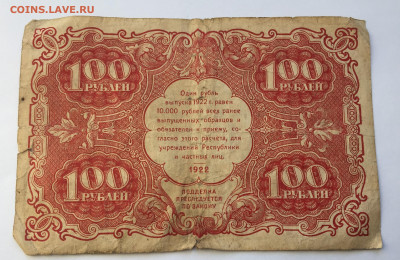 COINS.LAVE.RU
100 РУБЛЕЙ
100 РУБЛЕЙ
Один рубль
выпуска 1922 г. равен
10.000 рублей всех ранее
выпущенных образцов и
обязателен к приему, со-
гласно этого расчета, для
учреждений Республики
и частных лиц.
1922
ПОДДЕЛКА
ПРЕСЛЕДУЕТСЯ
ПО ЗАКОНУ
100 РУБЛЕЙ
100 РУБЛЕЙ